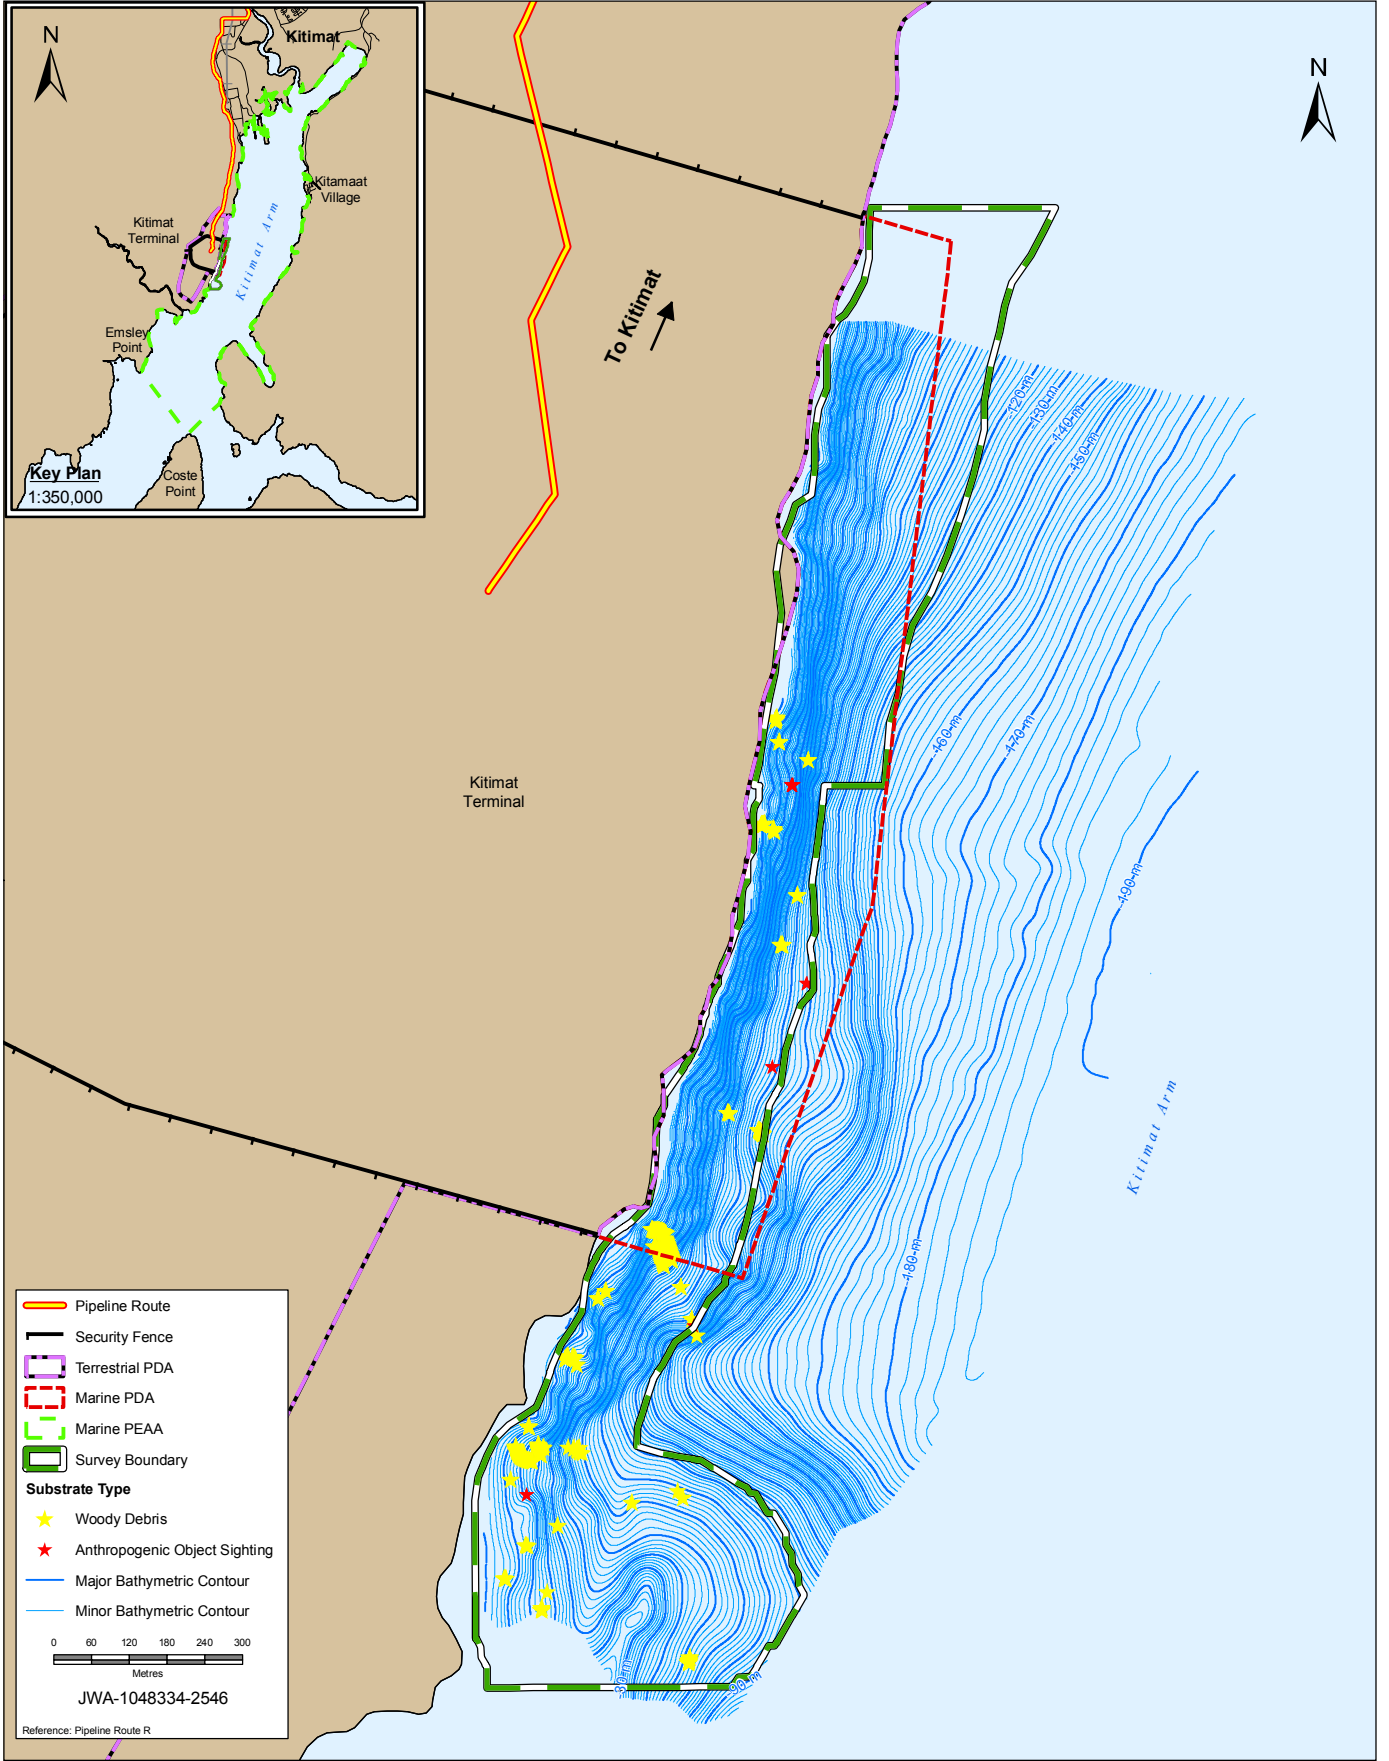 N
Kitimat
Kitamaat
Village
Kitimat
Terminal
Kitimat Arm
Emsley
Point
Coste
Point
Key Plan
1:350,000
N
To Kitimat
-120-m
-130-m
-140-m
-150-m
-160-m
-170-m
Kitimat
Terminal
-190-m
Kitimat Arm
-180-m
-90-m
Pipeline Route
Security Fence
Terrestrial PDA
Marine PDA
Marine PEAA
Survey Boundary
Substrate Type
Woody Debris
Anthropogenic Object Sighting
Major Bathymetric Contour
Minor Bathymetric Contour
0 60 120 180 240 300
Metres
JWA-1048334-2546
Reference: Pipeline Route R